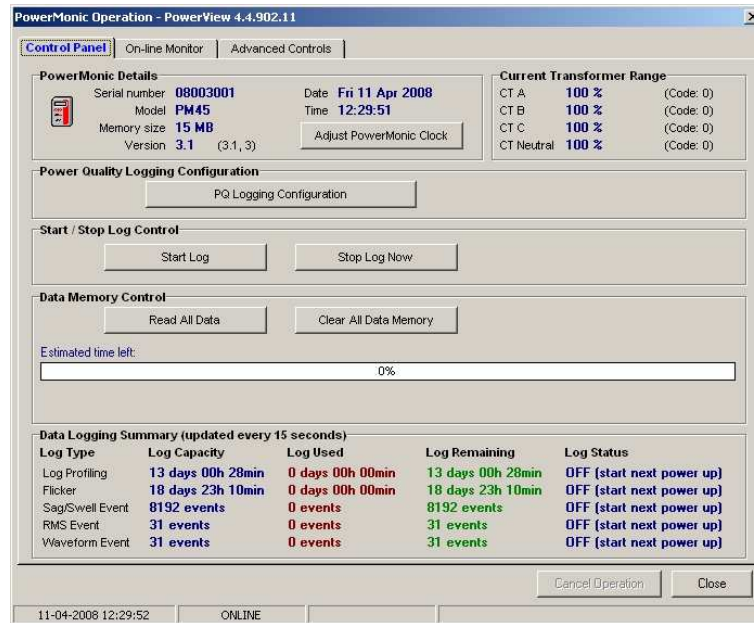 PowerMonic Operation - PowerView 4.4.902.11
Control Panel On-line Monitor Advanced Controls
PowerMonic Details
Serial number 08003001 Date Fri 11 Apr 2008
Model PM45 Time 12:29:51
Memory size 15 MB
Version 3.1 (3.1, 3)
Adjust PowerMonic Clock
Current Transformer Range
CT A 100 % (Code: 0)
CT B 100 % (Code: 0)
CT C 100 % (Code: 0)
CT Neutral 100 % (Code: 0)
Power Quality Logging Configuration
PQ Logging Configuration
Start / Stop Log Control
Start Log Stop Log Now
Data Memory Control
Read All Data Clear All Data Memory
Estimated time left:
0%
Data Logging Summary (updated every 15 seconds)
Log Type Log Capacity Log Used Log Remaining Log Status
Log Profiling 13 days 00h 28min 0 days 00h 00min 13 days 00h 28min OFF (start next power up)
Flicker 18 days 23h 10min 0 days 00h 00min 18 days 23h 10min OFF (start next power up)
Sag/Swell Event 8192 events 0 events 8192 events OFF (start next power up)
RMS Event 31 events 0 events 31 events OFF (start next power up)
Waveform Event 31 events 0 events 31 events OFF (start next power up)
Cancel Operation Close
11-04-2008 12:29:52 ONLINE